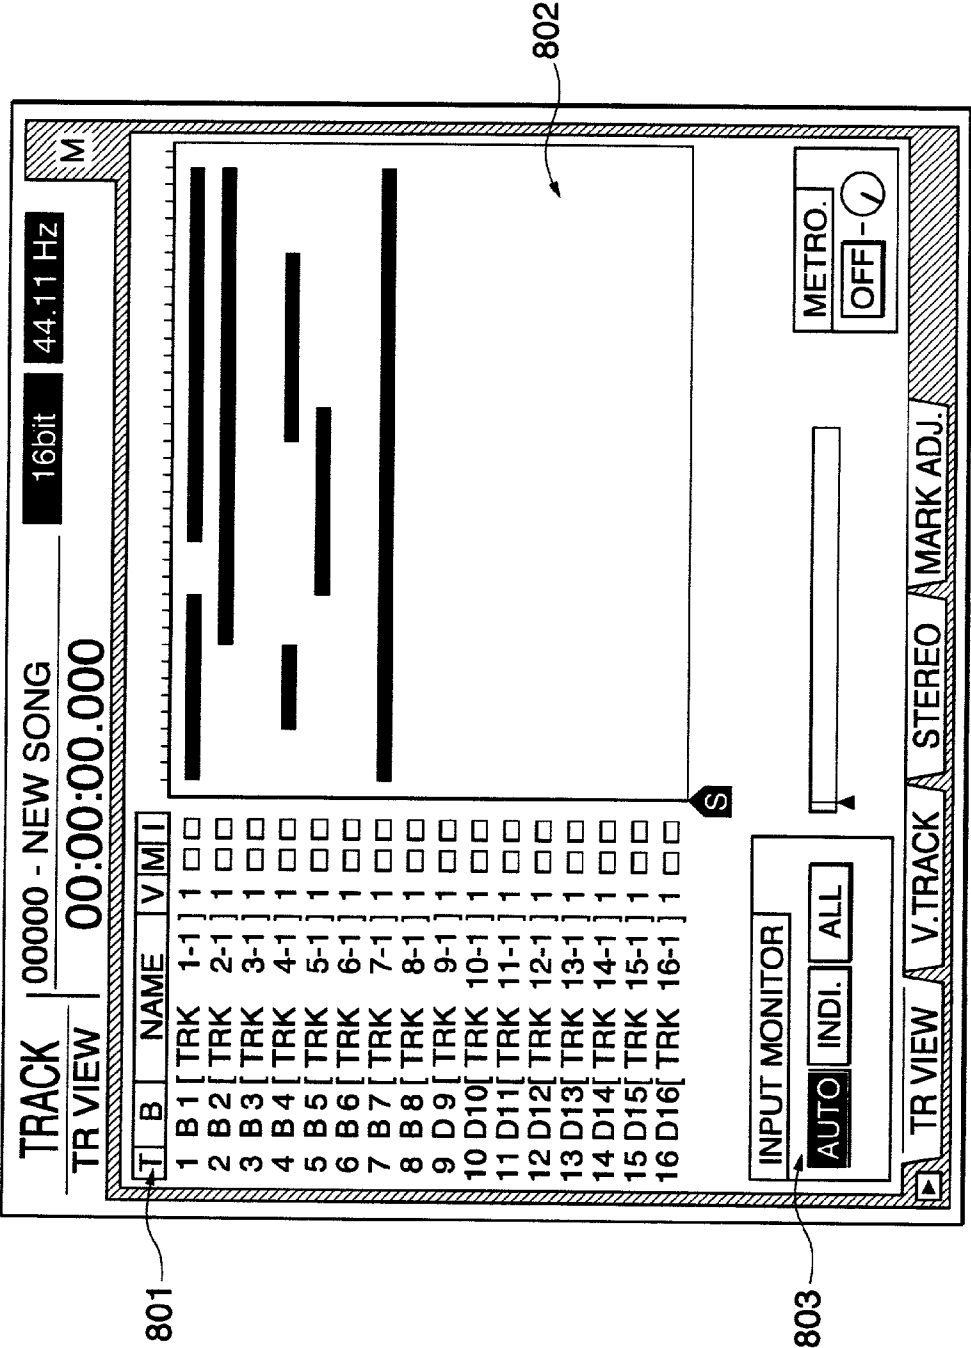 TRACK 00000 - NEW SONG 16bit 44.11 Hz M
TR VIEW 00:00:00.000
T B NAME V M I
1 B 1 [ TRK 1-1 ] 1
2 B 2 [ TRK 2-1 ] 1
3 B 3 [ TRK 3-1 ] 1
4 B 4 [ TRK 4-1 ] 1
5 B 5 [ TRK 5-1 ] 1
6 B 6 [ TRK 6-1 ] 1
7 B 7 [ TRK 7-1 ] 1
8 B 8 [ TRK 8-1 ] 1
9 D 9 [ TRK 9-1 ] 1
10 D10[ TRK 10-1 ] 1
11 D11[ TRK 11-1 ] 1
12 D12[ TRK 12-1 ] 1
13 D13[ TRK 13-1 ] 1
14 D14[ TRK 14-1 ] 1
15 D15[ TRK 15-1 ] 1
16 D16[ TRK 16-1 ] 1
S
INPUT MONITOR METRO.
AUTO INDI. ALL OFF
TR VIEW V.TRACK STEREO MARK ADJ.
801
802
803